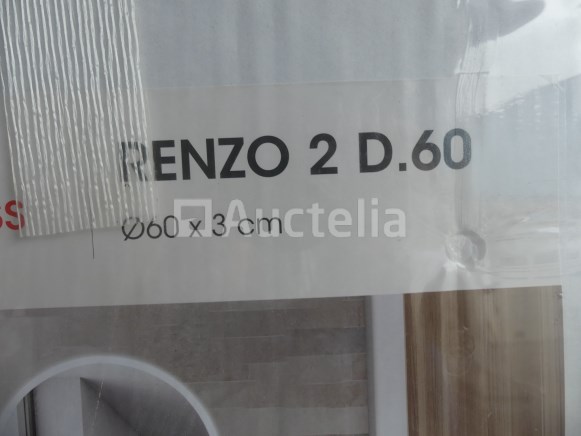 RENZO 2 D.60
Auctelia
Ø60 x 3 cm